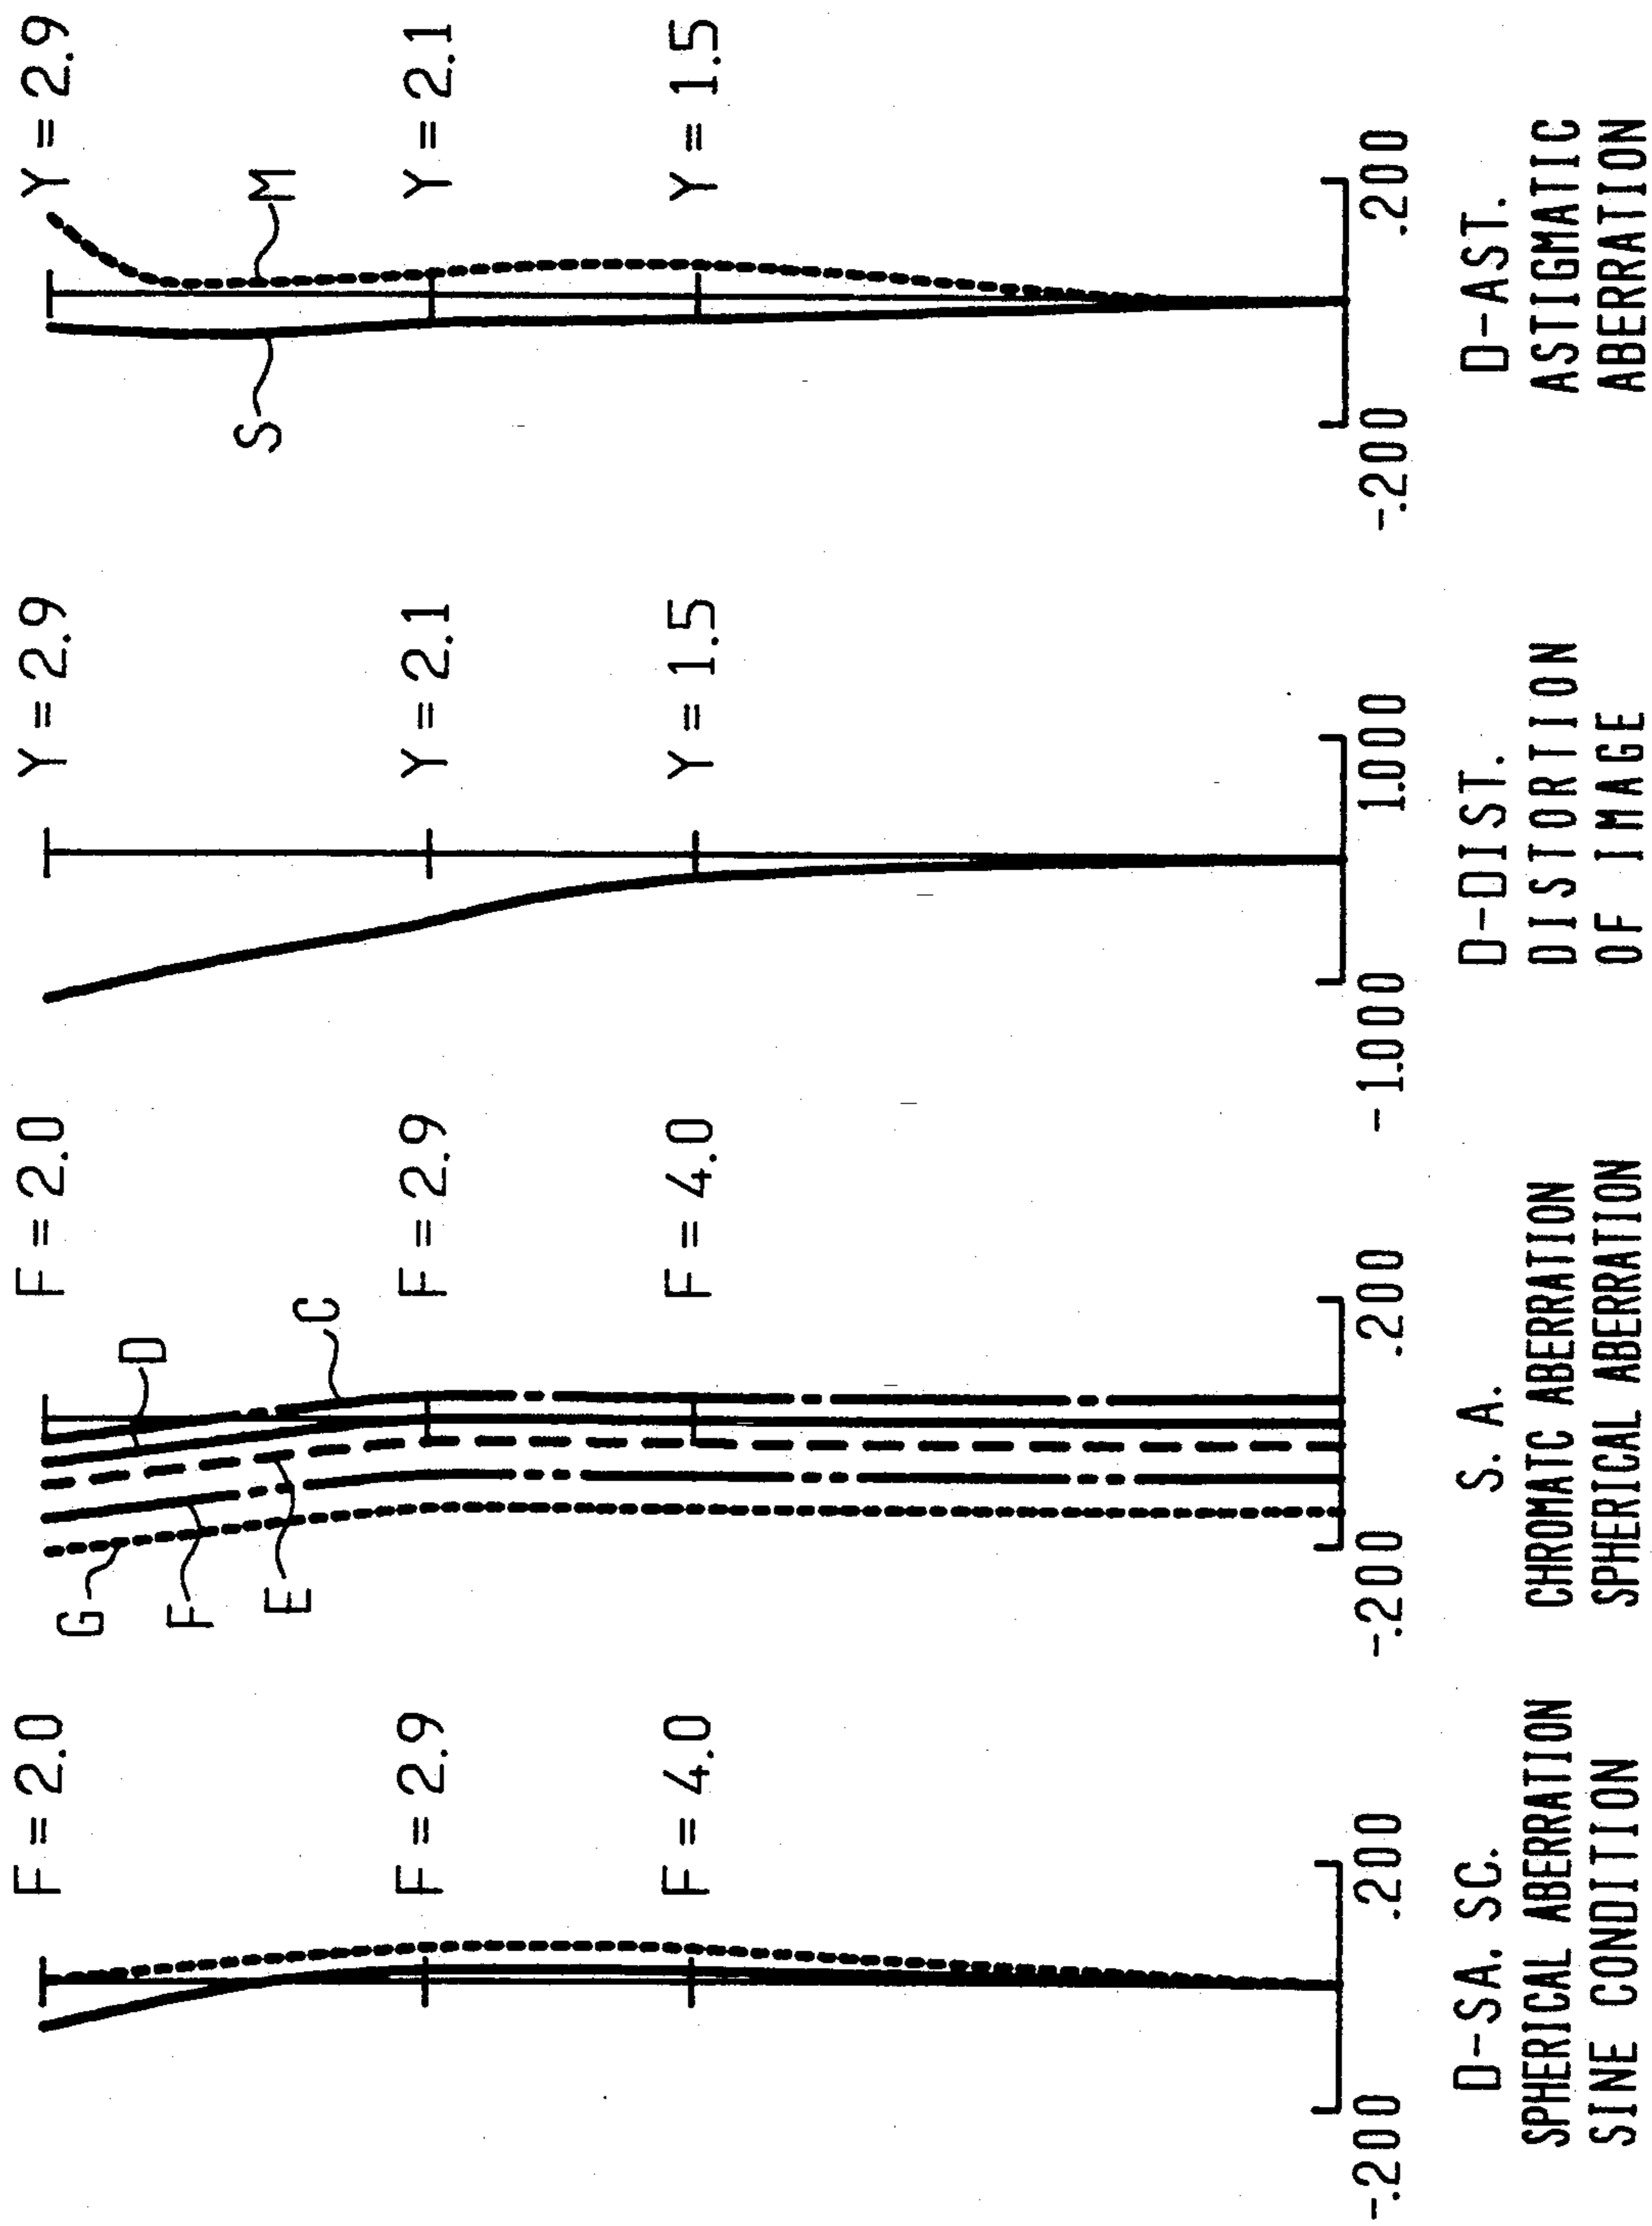 F = 2.0
F = 2.9
F = 4.0
-.200
.200
D-SA. SC.
SPHERICAL ABERRATION
SINE CONDITION
F = 2.0
D
C
G
F
E
F = 2.9
F = 4.0
-.200
.200
S. A.
CHROMATIC ABERRATION
SPHERICAL ABERRATION
Y = 2.9
Y = 2.1
Y = 1.5
-1.000
1.000
D-DIST.
DISTORTION
OF IMAGE
Y = 2.9
M
S
Y = 2.1
Y = 1.5
-.200
.200
D-AST.
ASTIGMATIC
ABERRATION